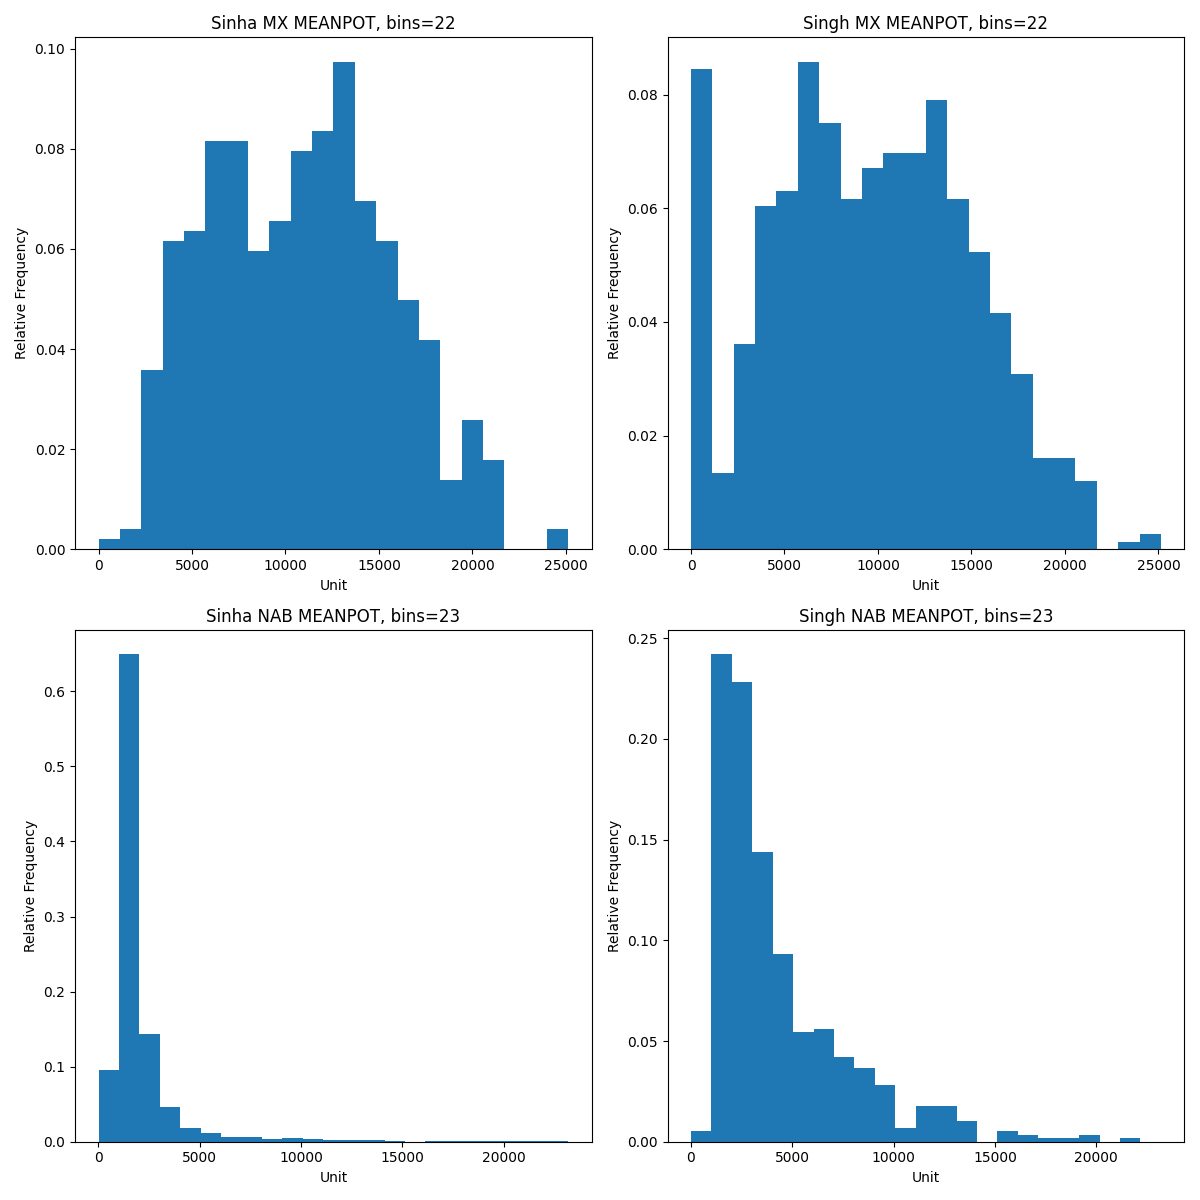 Sinha MX MEANPOT, bins=22
0.10
0.08
0.06
0.04
0.02
0.00
Relative Frequency
0 5000 10000 15000 20000 25000
Unit
Singh MX MEANPOT, bins=22
0.08
0.06
0.04
0.02
0.00
Relative Frequency
0 5000 10000 15000 20000 25000
Unit
Sinha NAB MEANPOT, bins=23
0.6
0.5
0.4
0.3
0.2
0.1
0.0
Relative Frequency
0 5000 10000 15000 20000
Unit
Singh NAB MEANPOT, bins=23
0.25
0.20
0.15
0.10
0.05
0.00
Relative Frequency
0 5000 10000 15000 20000
Unit